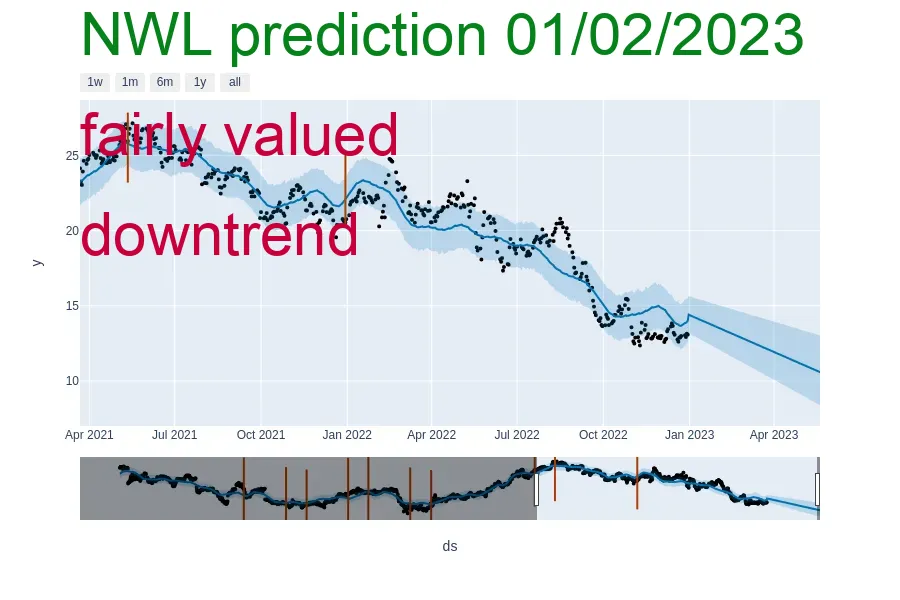 NWL prediction 01/02/2023
1w 1m 6m 1y all
fairly valued
25
downtrend
20
y
15
10
Apr 2021 Jul 2021 Oct 2021 Jan 2022 Apr 2022 Jul 2022 Oct 2022 Jan 2023 Apr 2023
ds